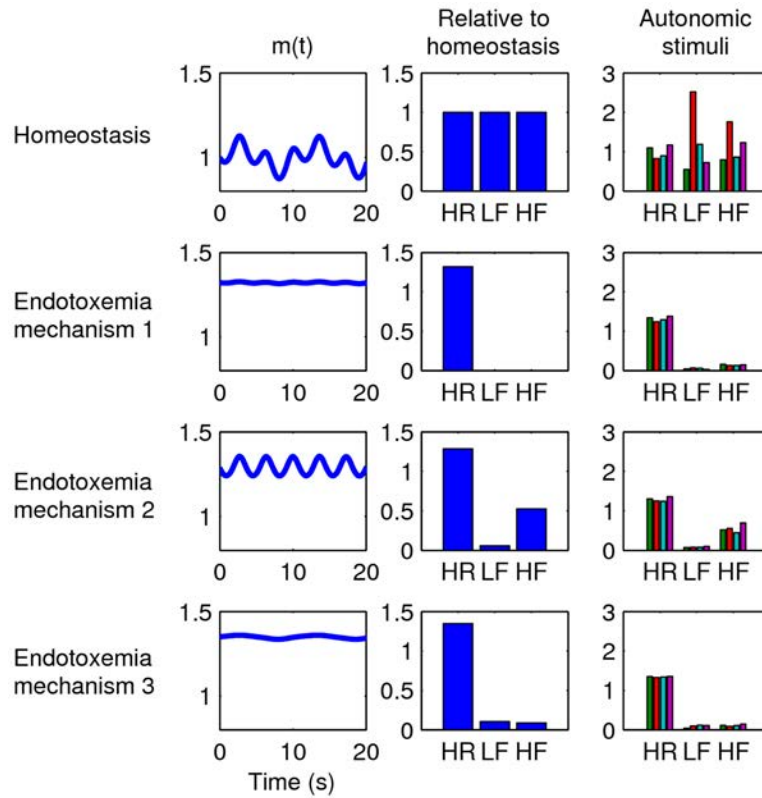 m(t)
Relative to
homeostasis
Autonomic
stimuli
Homeostasis
1.5
1
0 10 20
1.5
1
0.5
0
HR LF HF
3
2
1
0
HR LF HF
Endotoxemia
mechanism 1
1.5
1
0 10 20
1.5
1
0.5
0
HR LF HF
3
2
1
0
HR LF HF
Endotoxemia
mechanism 2
1.5
1
0 10 20
1.5
1
0.5
0
HR LF HF
3
2
1
0
HR LF HF
Endotoxemia
mechanism 3
1.5
1
0 10 20
Time (s)
1.5
1
0.5
0
HR LF HF
3
2
1
0
HR LF HF